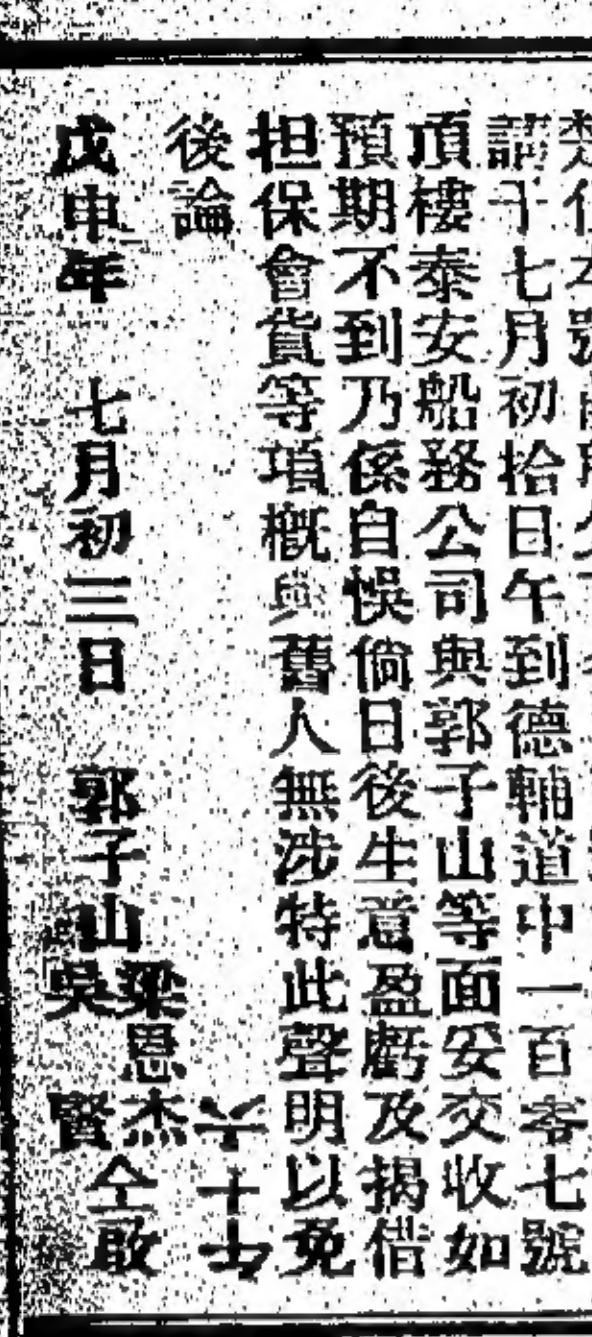 請于七月初拾日午到德輔道中一百零七號
頂樓泰安船務公司與郭子山等面妥交收如
預期不到乃係自悞倘日後生意盈虧及揭借
担保會貨等項概與舊人無涉特此聲明以免
後論
戊申年 七月初三日 郭子山 梁恩杰 吳 賢 仝啟